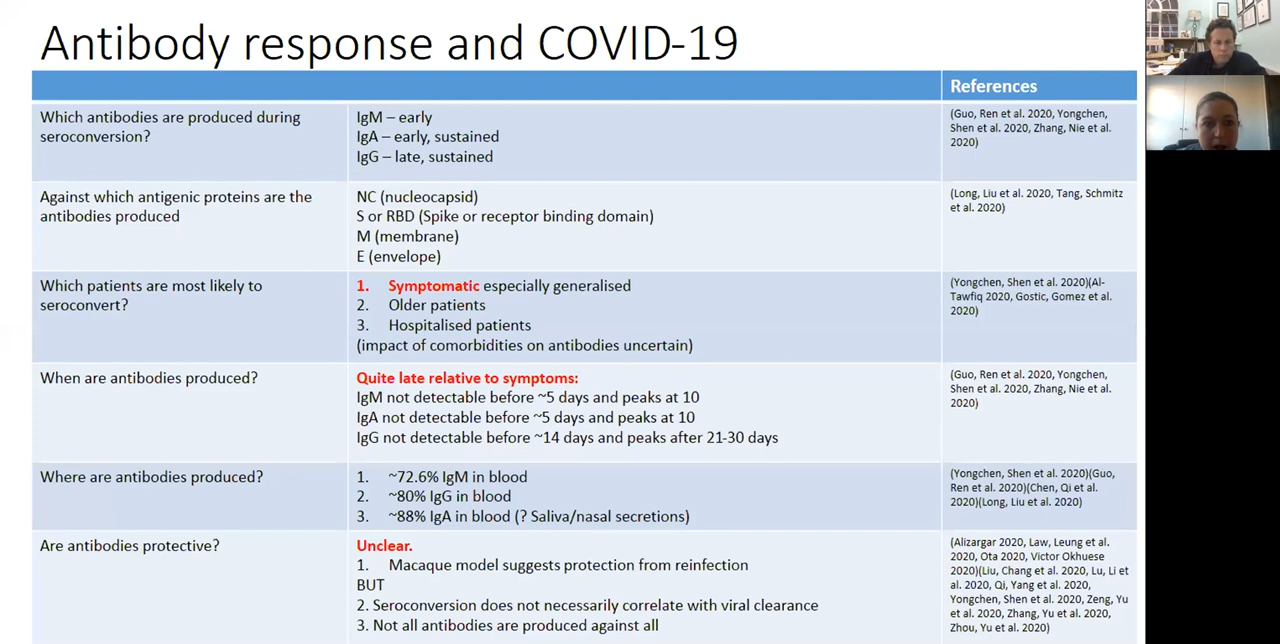 Antibody response and COVID-19
References
Which antibodies are produced during
seroconversion?
IgM – early
IgA – early, sustained
IgG – late, sustained
(Guo, Ren et al. 2020, Yongchen,
Shen et al. 2020, Zhang, Nie et al.
2020)
Against which antigenic proteins are the
antibodies produced
NC (nucleocapsid)
S or RBD (Spike or receptor binding domain)
M (membrane)
E (envelope)
(Long, Liu et al. 2020, Tang, Schmitz
et al. 2020)
Which patients are most likely to
seroconvert?
1. Symptomatic especially generalised
2. Older patients
3. Hospitalised patients
(impact of comorbidities on antibodies uncertain)
(Yongchen, Shen et al. 2020)(Al-
Tawfiq 2020, Gostic, Gomez et al.
2020)
When are antibodies produced?
Quite late relative to symptoms:
IgM not detectable before ~5 days and peaks at 10
IgA not detectable before ~5 days and peaks at 10
IgG not detectable before ~14 days and peaks after 21-30 days
(Guo, Ren et al. 2020, Yongchen,
Shen et al. 2020, Zhang, Nie et al.
2020)
Where are antibodies produced?
1. ~72.6% IgM in blood
2. ~80% IgG in blood
3. ~88% IgA in blood (? Saliva/nasal secretions)
(Yongchen, Shen et al. 2020)(Guo,
Ren et al. 2020)(Chen, Qi et al.
2020)(Long, Liu et al. 2020)
Are antibodies protective?
Unclear.
1. Macaque model suggests protection from reinfection
BUT
2. Seroconversion does not necessarily correlate with viral clearance
3. Not all antibodies are produced against all
(Alizargar 2020, Law, Leung et al.
2020, Ota 2020, Victor Okhuese
2020)(Liu, Chang et al. 2020, Lu, Li et
al. 2020, Qi, Yang et al. 2020,
Yongchen, Shen et al. 2020, Zeng, Yu
et al. 2020, Zhang, Yu et al. 2020,
Zhou, Yu et al. 2020)